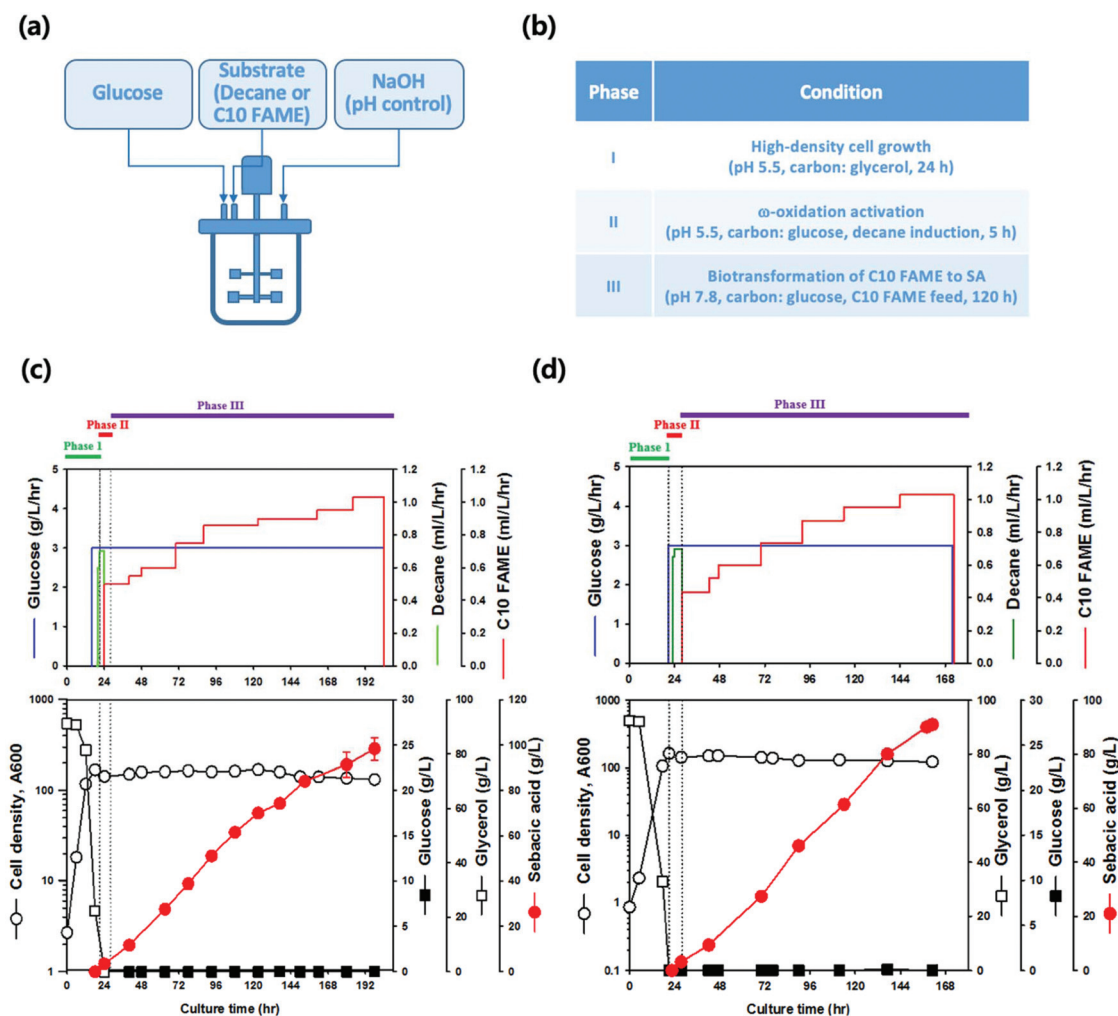 (a)
Glucose
Substrate
(Decane or
C10 FAME)
NaOH
(pH control)
(b)
Phase
Condition
I
High-density cell growth
(pH 5.5, carbon: glycerol, 24 h)
II
ω-oxidation activation
(pH 5.5, carbon: glucose, decane induction, 5 h)
III
Biotransformation of C10 FAME to SA
(pH 7.8, carbon: glucose, C10 FAME feed, 120 h)
(c)
Phase III
Phase II
Phase 1
Glucose (g/L/hr)
5
4
3
2
1
0
0 24 48 72 96 120 144 168 192
1.2
1.0
0.8
0.6
0.4
0.2
0.0
Decane (ml/L/hr)
1.2
1.0
0.8
0.6
0.4
0.2
0.0
C10 FAME (ml/L/hr)
Cell density, A600
1000
100
10
1
0 24 48 72 96 120 144 168 192
Culture time (hr)
30
25
20
15
10
5
0
Glucose (g/L)
100
80
60
40
20
0
Glycerol (g/L)
120
100
80
60
40
20
0
Sebacic acid (g/L)
(d)
Phase III
Phase II
Phase 1
Glucose (g/L/hr)
5
4
3
2
1
0
0 24 48 72 96 120 144 168
1.2
1.0
0.8
0.6
0.4
0.2
0.0
Decane (ml/L/hr)
1.2
1.0
0.8
0.6
0.4
0.2
0.0
C10 FAME (ml/L/hr)
Cell density, A600
1000
100
10
1
0.1
0 24 48 72 96 120 144 168
Culture time (hr)
100
80
60
40
20
0
Glycerol (g/L)
30
25
20
15
10
5
0
Glucose (g/L)
100
80
60
40
20
0
Sebacic acid (g/L)